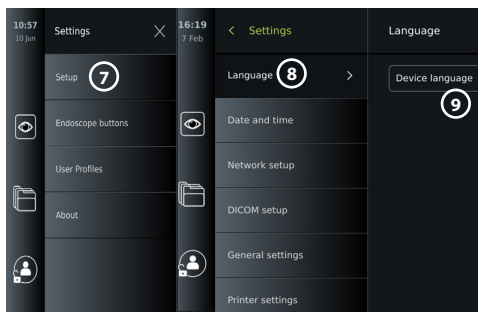 10:57
10 Jun
Settings
Setup
7
Endoscope buttons
User Profiles
About
16:19
7 Feb
Settings
Language
8
Date and time
Network setup
DICOM setup
General settings
Printer settings
Language
Device language
9